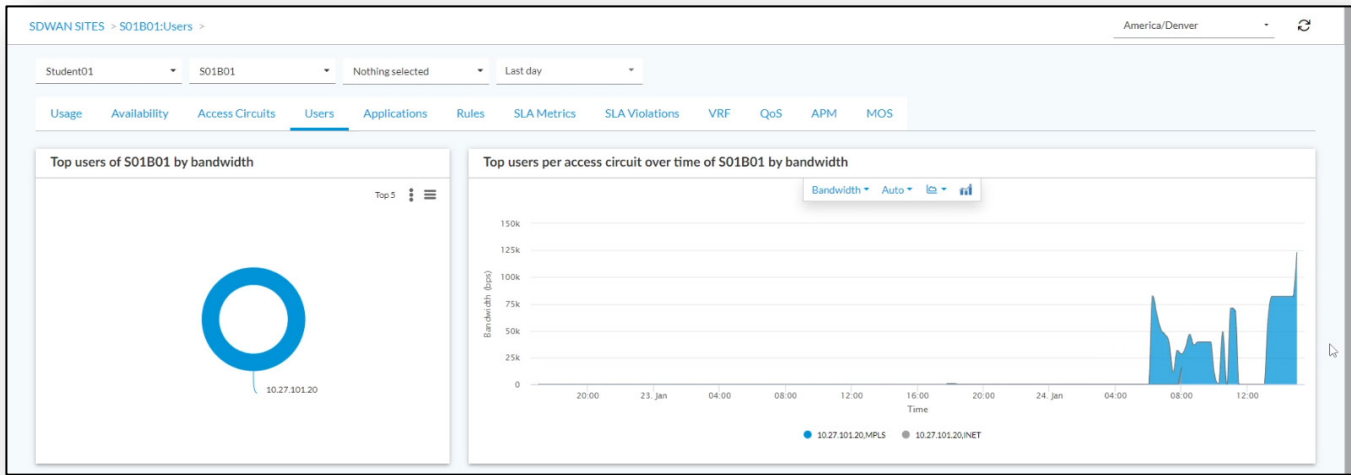 SDWAN SITES > S01B01:Users >
America/Denver
Student01 S01B01 Nothing selected Last day
Usage Availability Access Circuits Users Applications Rules SLA Metrics SLA Violations VRF QoS APM MOS
Top users of S01B01 by bandwidth
Top 5
10.27.101.20
Top users per access circuit over time of S01B01 by bandwidth
Bandwidth Auto
Bandwidth (bps)
150k
125k
100k
75k
50k
25k
0
20:00 23. Jan 04:00 08:00 12:00 16:00 20:00 24. Jan 04:00 08:00 12:00
Time
10.27.101.20,MPLS 10.27.101.20,INET